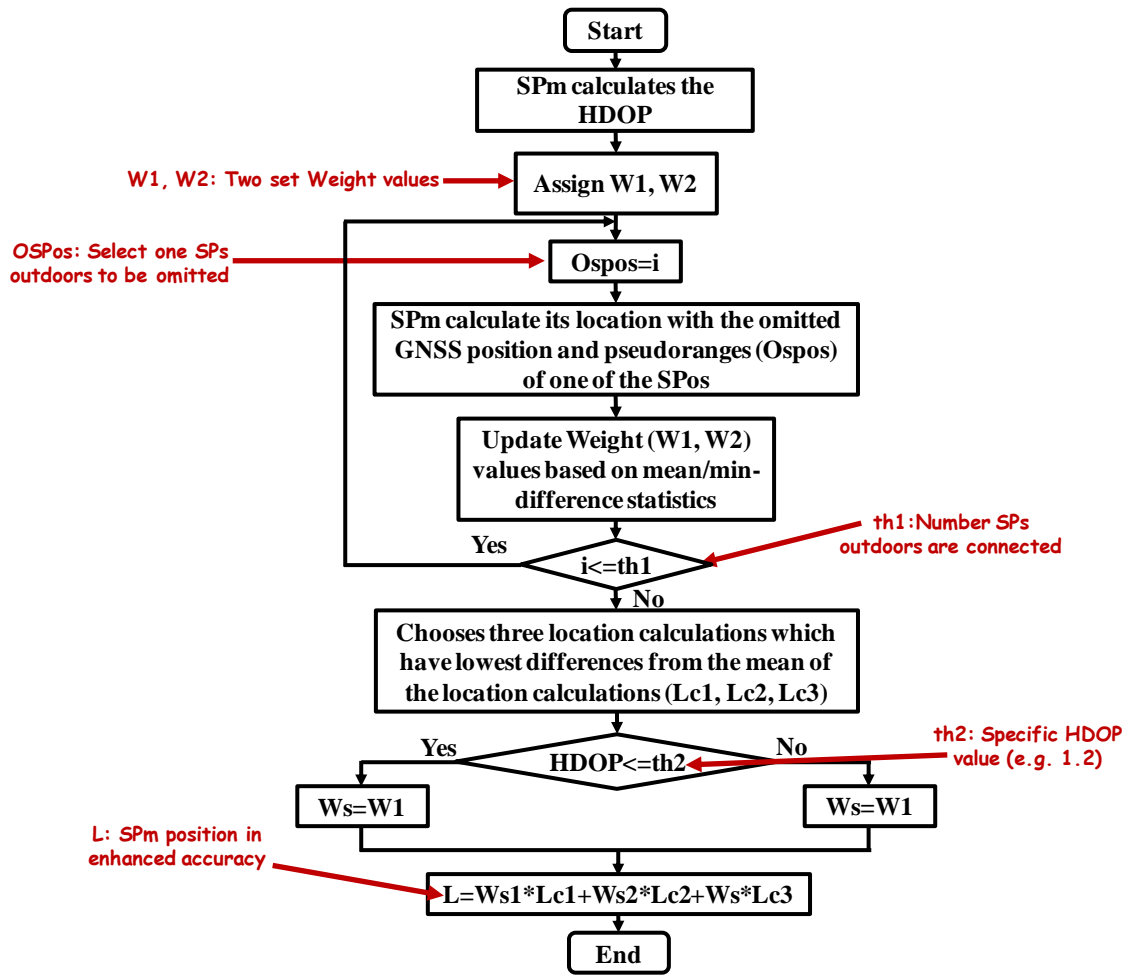 Start
SPm calculates the
HDOP
W1, W2: Two set Weight values
Assign W1, W2
OSPos: Select one SPs
outdoors to be omitted
Ospos=i
SPm calculate its location with the omitted
GNSS position and pseudoranges (Ospos)
of one of the SPos
Update Weight (W1, W2)
values based on mean/min-
difference statistics
th1:Number SPs
outdoors are connected
Yes
i<=th1
No
Chooses three location calculations which
have lowest differences from the mean of
the location calculations (Lc1, Lc2, Lc3)
th2: Specific HDOP
value (e.g. 1.2)
Yes
HDOP<=th2
No
Ws=W1
Ws=W1
L: SPm position in
enhanced accuracy
L=Ws1*Lc1+Ws2*Lc2+Ws*Lc3
End